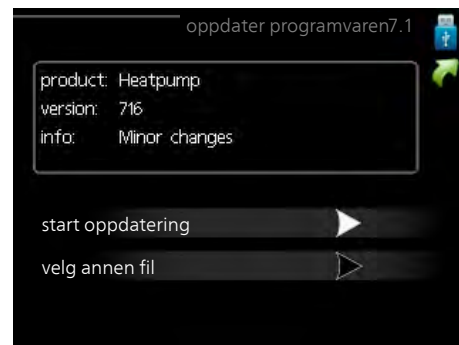 oppdater programvaren7.1
product: Heatpump
version: 716
info: Minor changes
start oppdatering
velg annen fil